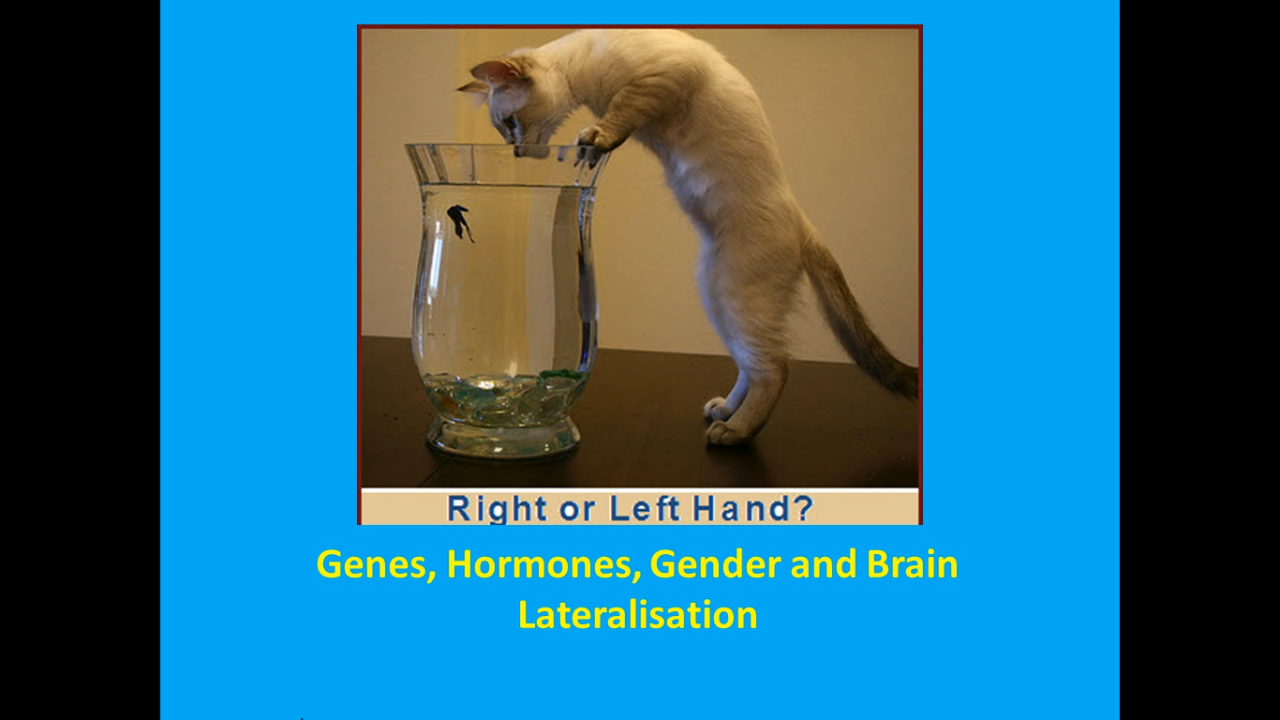 Right or Left Hand?
Genes, Hormones, Gender and Brain
Lateralisation